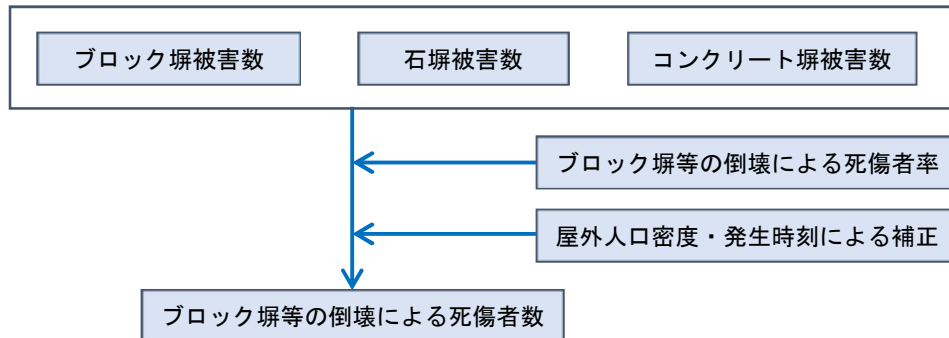 ブロック塀被害数
石塀被害数
コンクリート塀被害数
ブロック塀等の倒壊による死傷者率
屋外人口密度・発生時刻による補正
ブロック塀等の倒壊による死傷者数